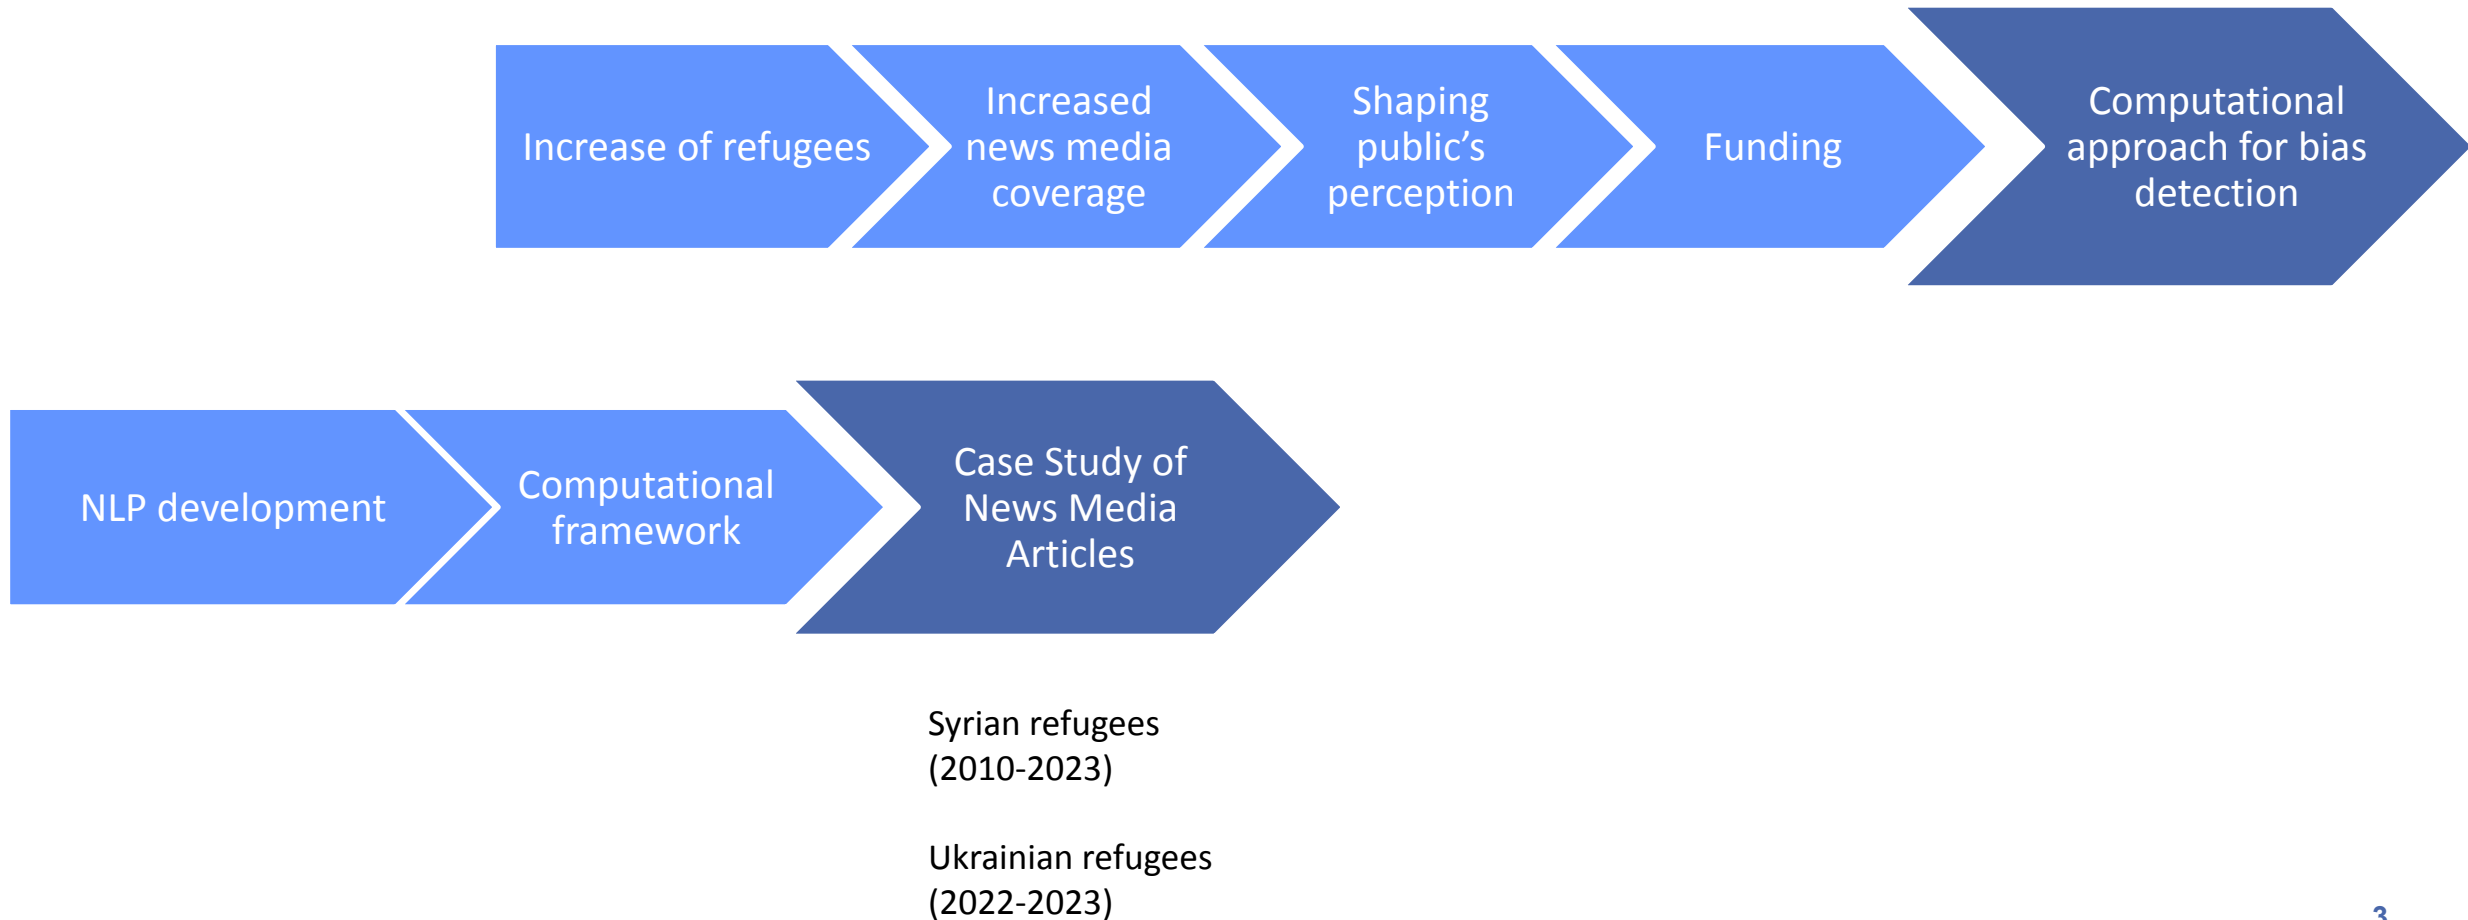 Increase of refugees
Increased
news media
coverage
Shaping
public’s
perception
Funding
Computational
approach for bias
detection
NLP development
Computational
framework
Case Study of
News Media
Articles
Syrian refugees
(2010-2023)
Ukrainian refugees
(2022-2023)
3